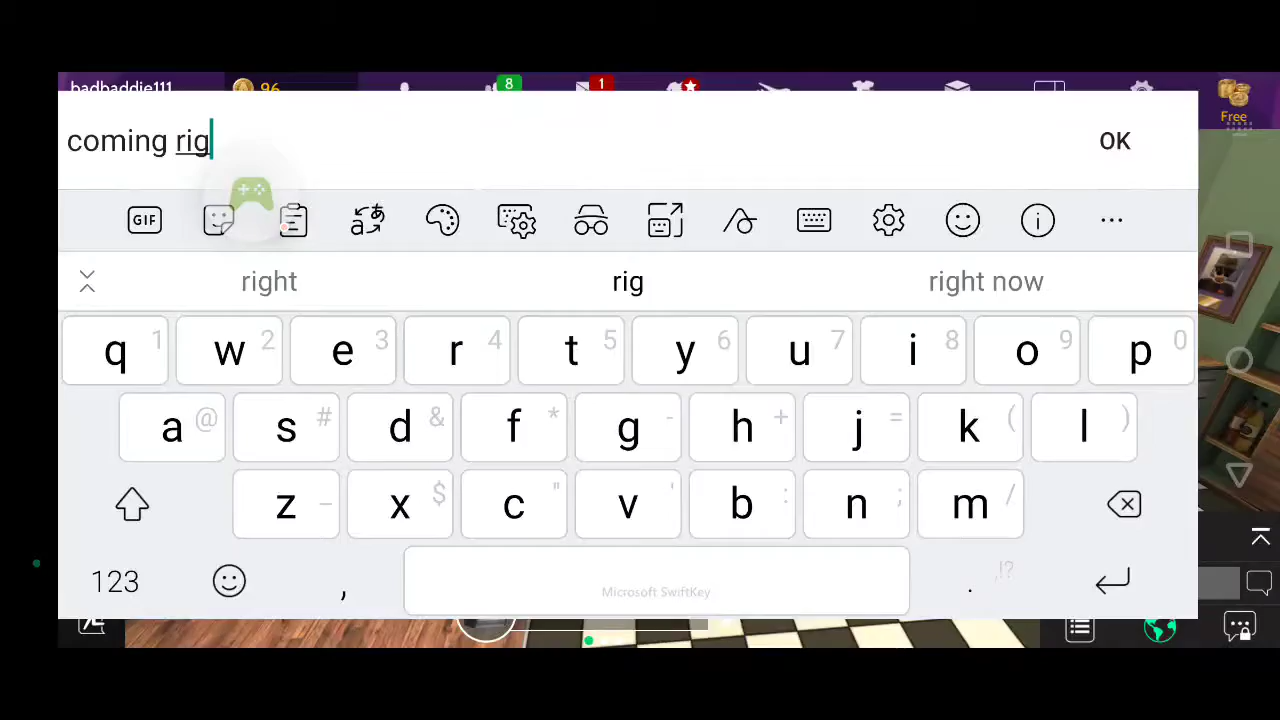 badbaddie111 96 8 1
Free
coming rig
OK
GIF
right rig right now
q 1 w 2 e 3 r 4 t 5 y 6 u 7 i 8 o 9 p 0
a @ s # d & f * g - h + j = k ( l )
z _ x $ c " v ' b : n ; m /
123 , Microsoft SwiftKey . ,!?